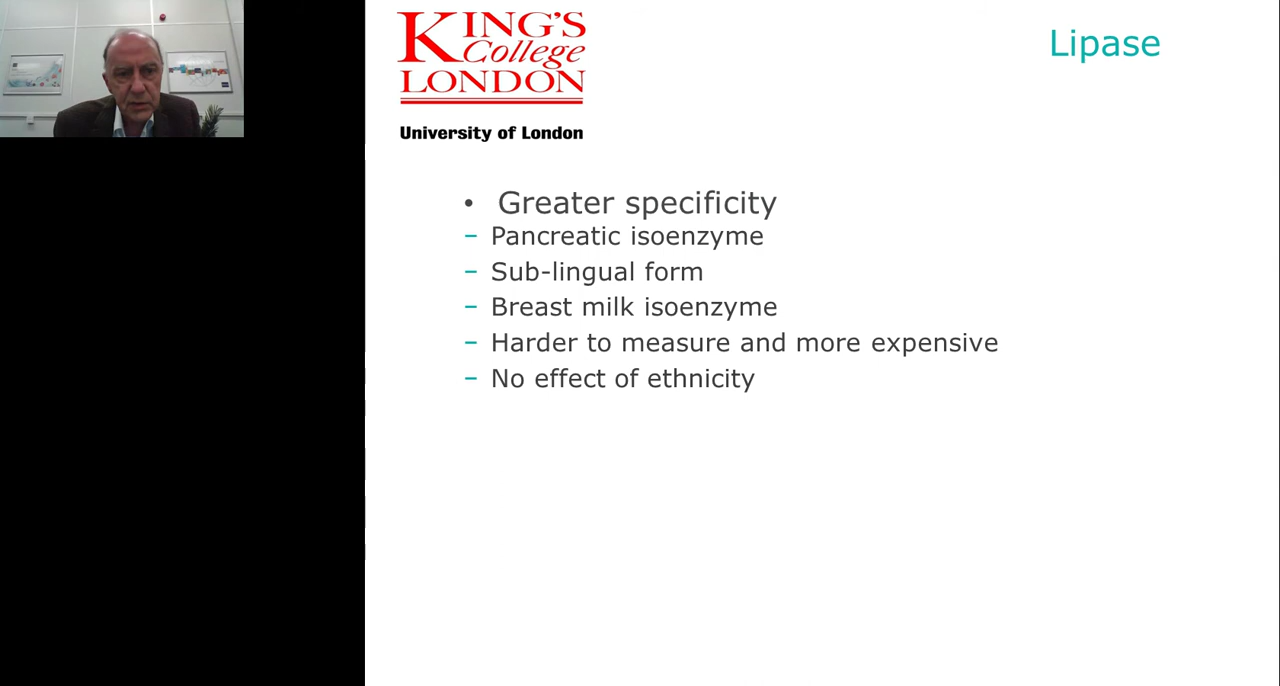 KING'S
College
LONDON
University of London
Lipase
• Greater specificity
– Pancreatic isoenzyme
– Sub-lingual form
– Breast milk isoenzyme
– Harder to measure and more expensive
– No effect of ethnicity